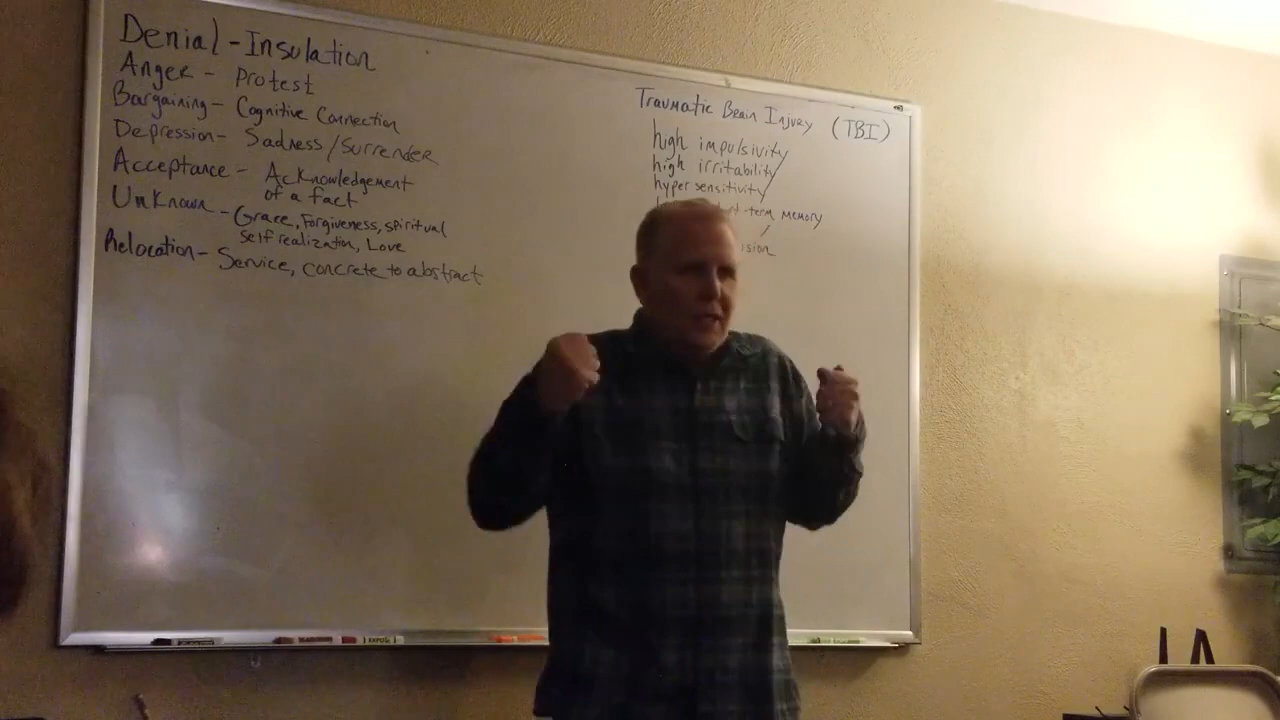 Denial - Insulation
Anger - Protest
Bargaining - Cognitive Connection
Depression - Sadness/Surrender
Acceptance - Acknowledgement
of a fact
Unknown - Grace, Forgiveness, spiritual
self realization, Love
Relocation - Service, concrete to abstract
Traumatic Brain Injury (TBI)
high impulsivity
high irritability
hyper sensitivity
-term memory
EXPO